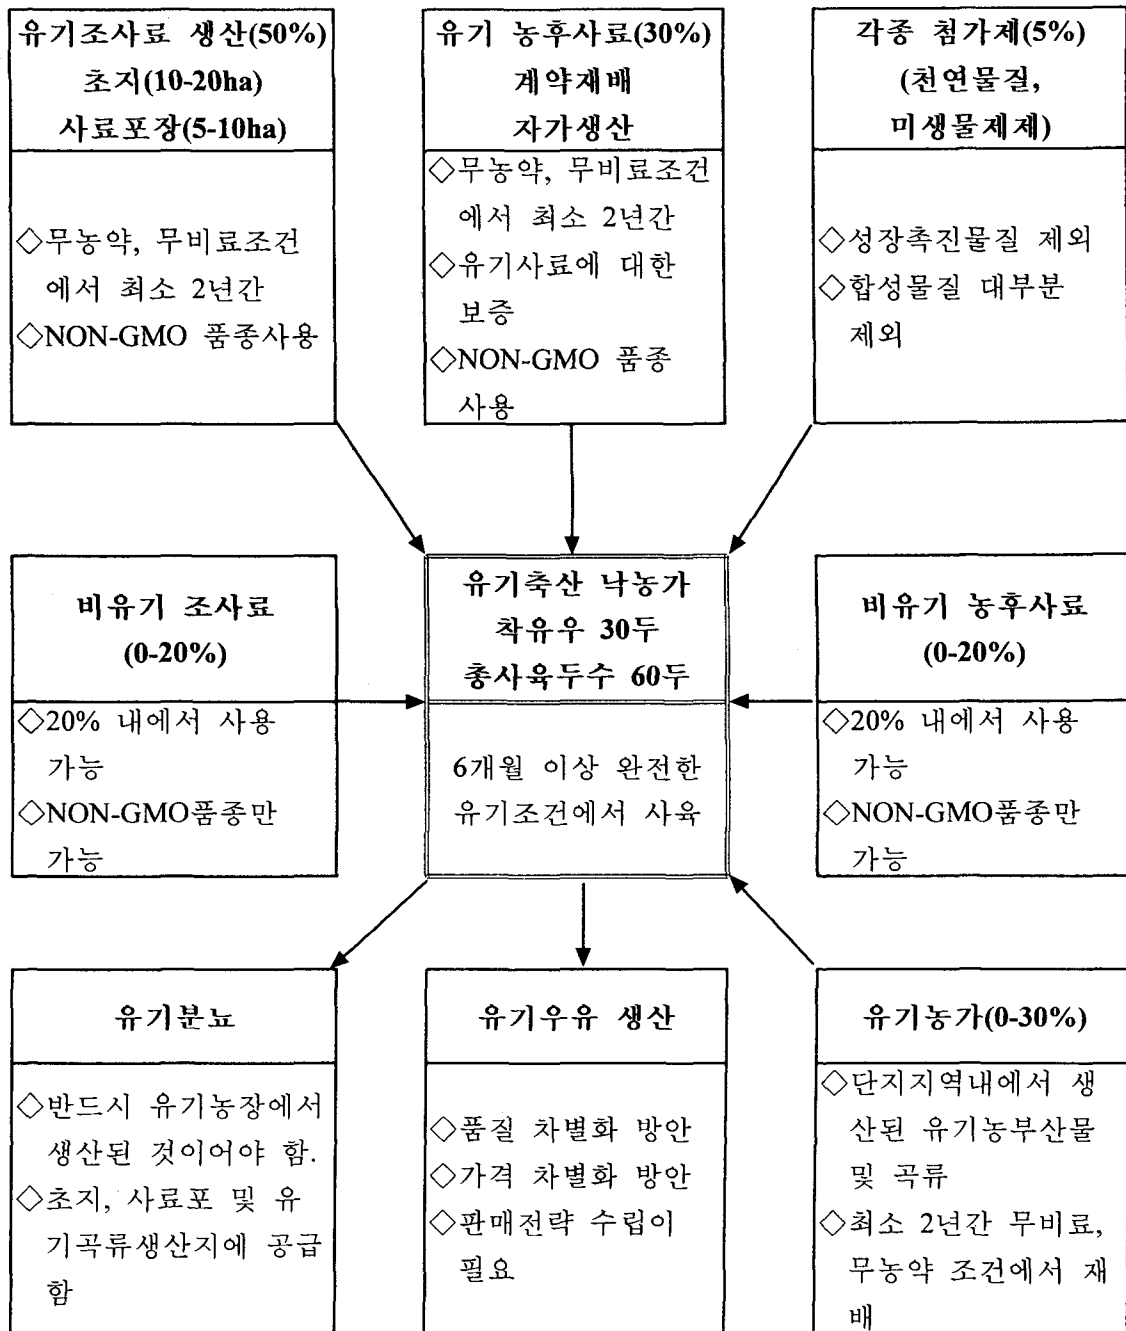 유기조사료 생산(50%)
초지(10-20ha)
사료포장(5-10ha)
◇무농약, 무비료조건
에서 최소 2년간
◇NON-GMO 품종사용
유기 농후사료(30%)
계약재배
자가생산
◇무농약, 무비료조건
에서 최소 2년간
◇유기사료에 대한
보증
◇NON-GMO 품종
사용
각종 첨가제(5%)
(천연물질,
미생물제제)
◇성장촉진물질 제외
◇합성물질 대부분
제외
비유기 조사료
(0-20%)
◇20% 내에서 사용
가능
◇NON-GMO품종만
가능
유기축산 낙농가
착유우 30두
총사육두수 60두
6개월 이상 완전한
유기조건에서 사육
비유기 농후사료
(0-20%)
◇20% 내에서 사용
가능
◇NON-GMO품종만
가능
유기분뇨
◇반드시 유기농장에서
생산된 것이어야 함.
◇초지, 사료포 및 유
기곡류생산지에 공급
함
유기우유 생산
◇품질 차별화 방안
◇가격 차별화 방안
◇판매전략 수립이
필요
유기농가(0-30%)
◇단지지역내에서 생
산된 유기농부산물
및 곡류
◇최소 2년간 무비료,
무농약 조건에서 재
배